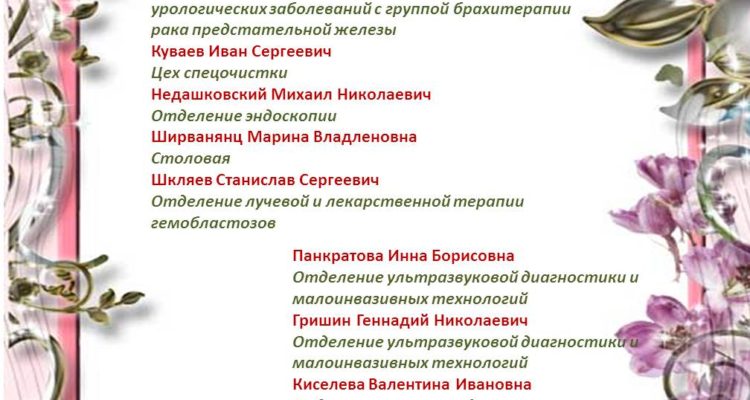 урологических заболеваний с группой брахитерапии
рака предстательной железы
Куваев Иван Сергеевич
Цех спецочистки
Недашковский Михаил Николаевич
Отделение эндоскопии
Ширванянц Марина Владленовна
Столовая
Шкляев Станислав Сергеевич
Отделение лучевой и лекарственной терапии
гемобластозов
Панкратова Инна Борисовна
Отделение ультразвуковой диагностики и
малоинвазивных технологий
Гришин Геннадий Николаевич
Отделение ультразвуковой диагностики и
малоинвазивных технологий
Киселева Валентина Ивановна